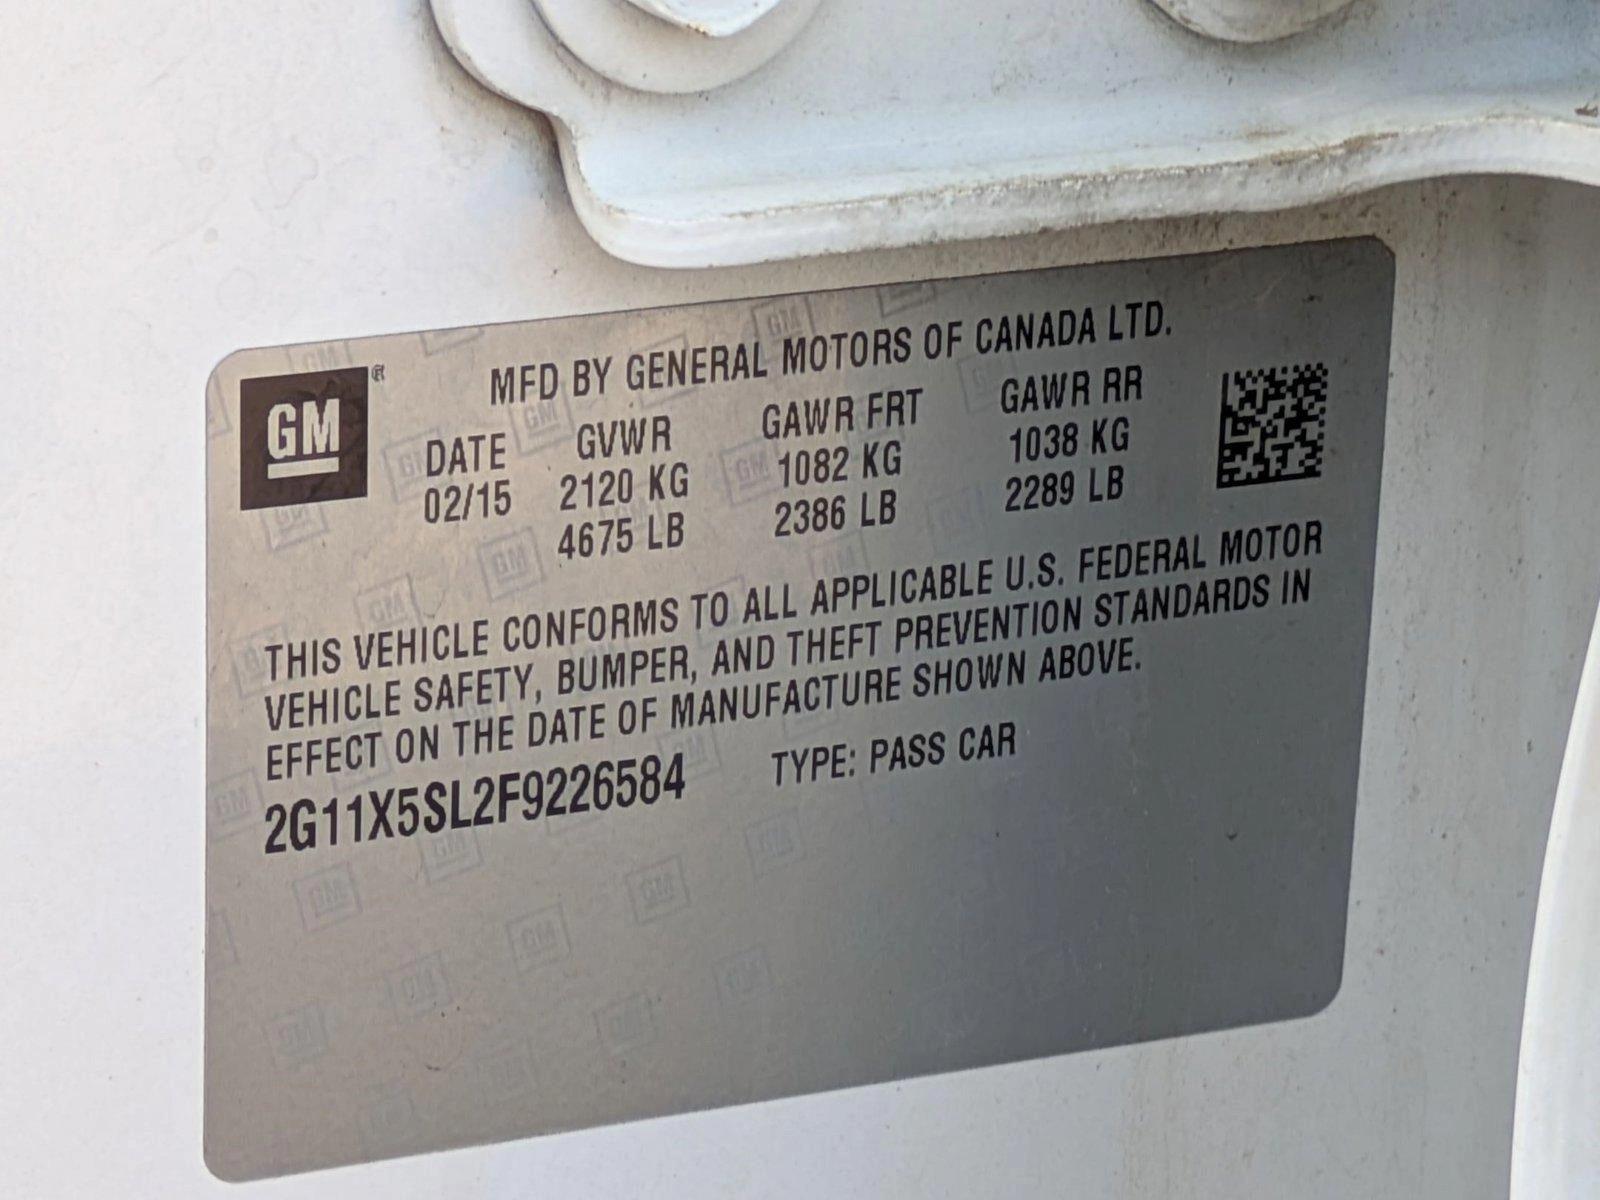 GM®
MFD BY GENERAL MOTORS OF CANADA LTD.
DATE GVWR GAWR FRT GAWR RR
02/15 2120 KG 1082 KG 1038 KG
4675 LB 2386 LB 2289 LB
THIS VEHICLE CONFORMS TO ALL APPLICABLE U.S. FEDERAL MOTOR
VEHICLE SAFETY, BUMPER, AND THEFT PREVENTION STANDARDS IN
EFFECT ON THE DATE OF MANUFACTURE SHOWN ABOVE.
2G11X5SL2F9226584 TYPE: PASS CAR